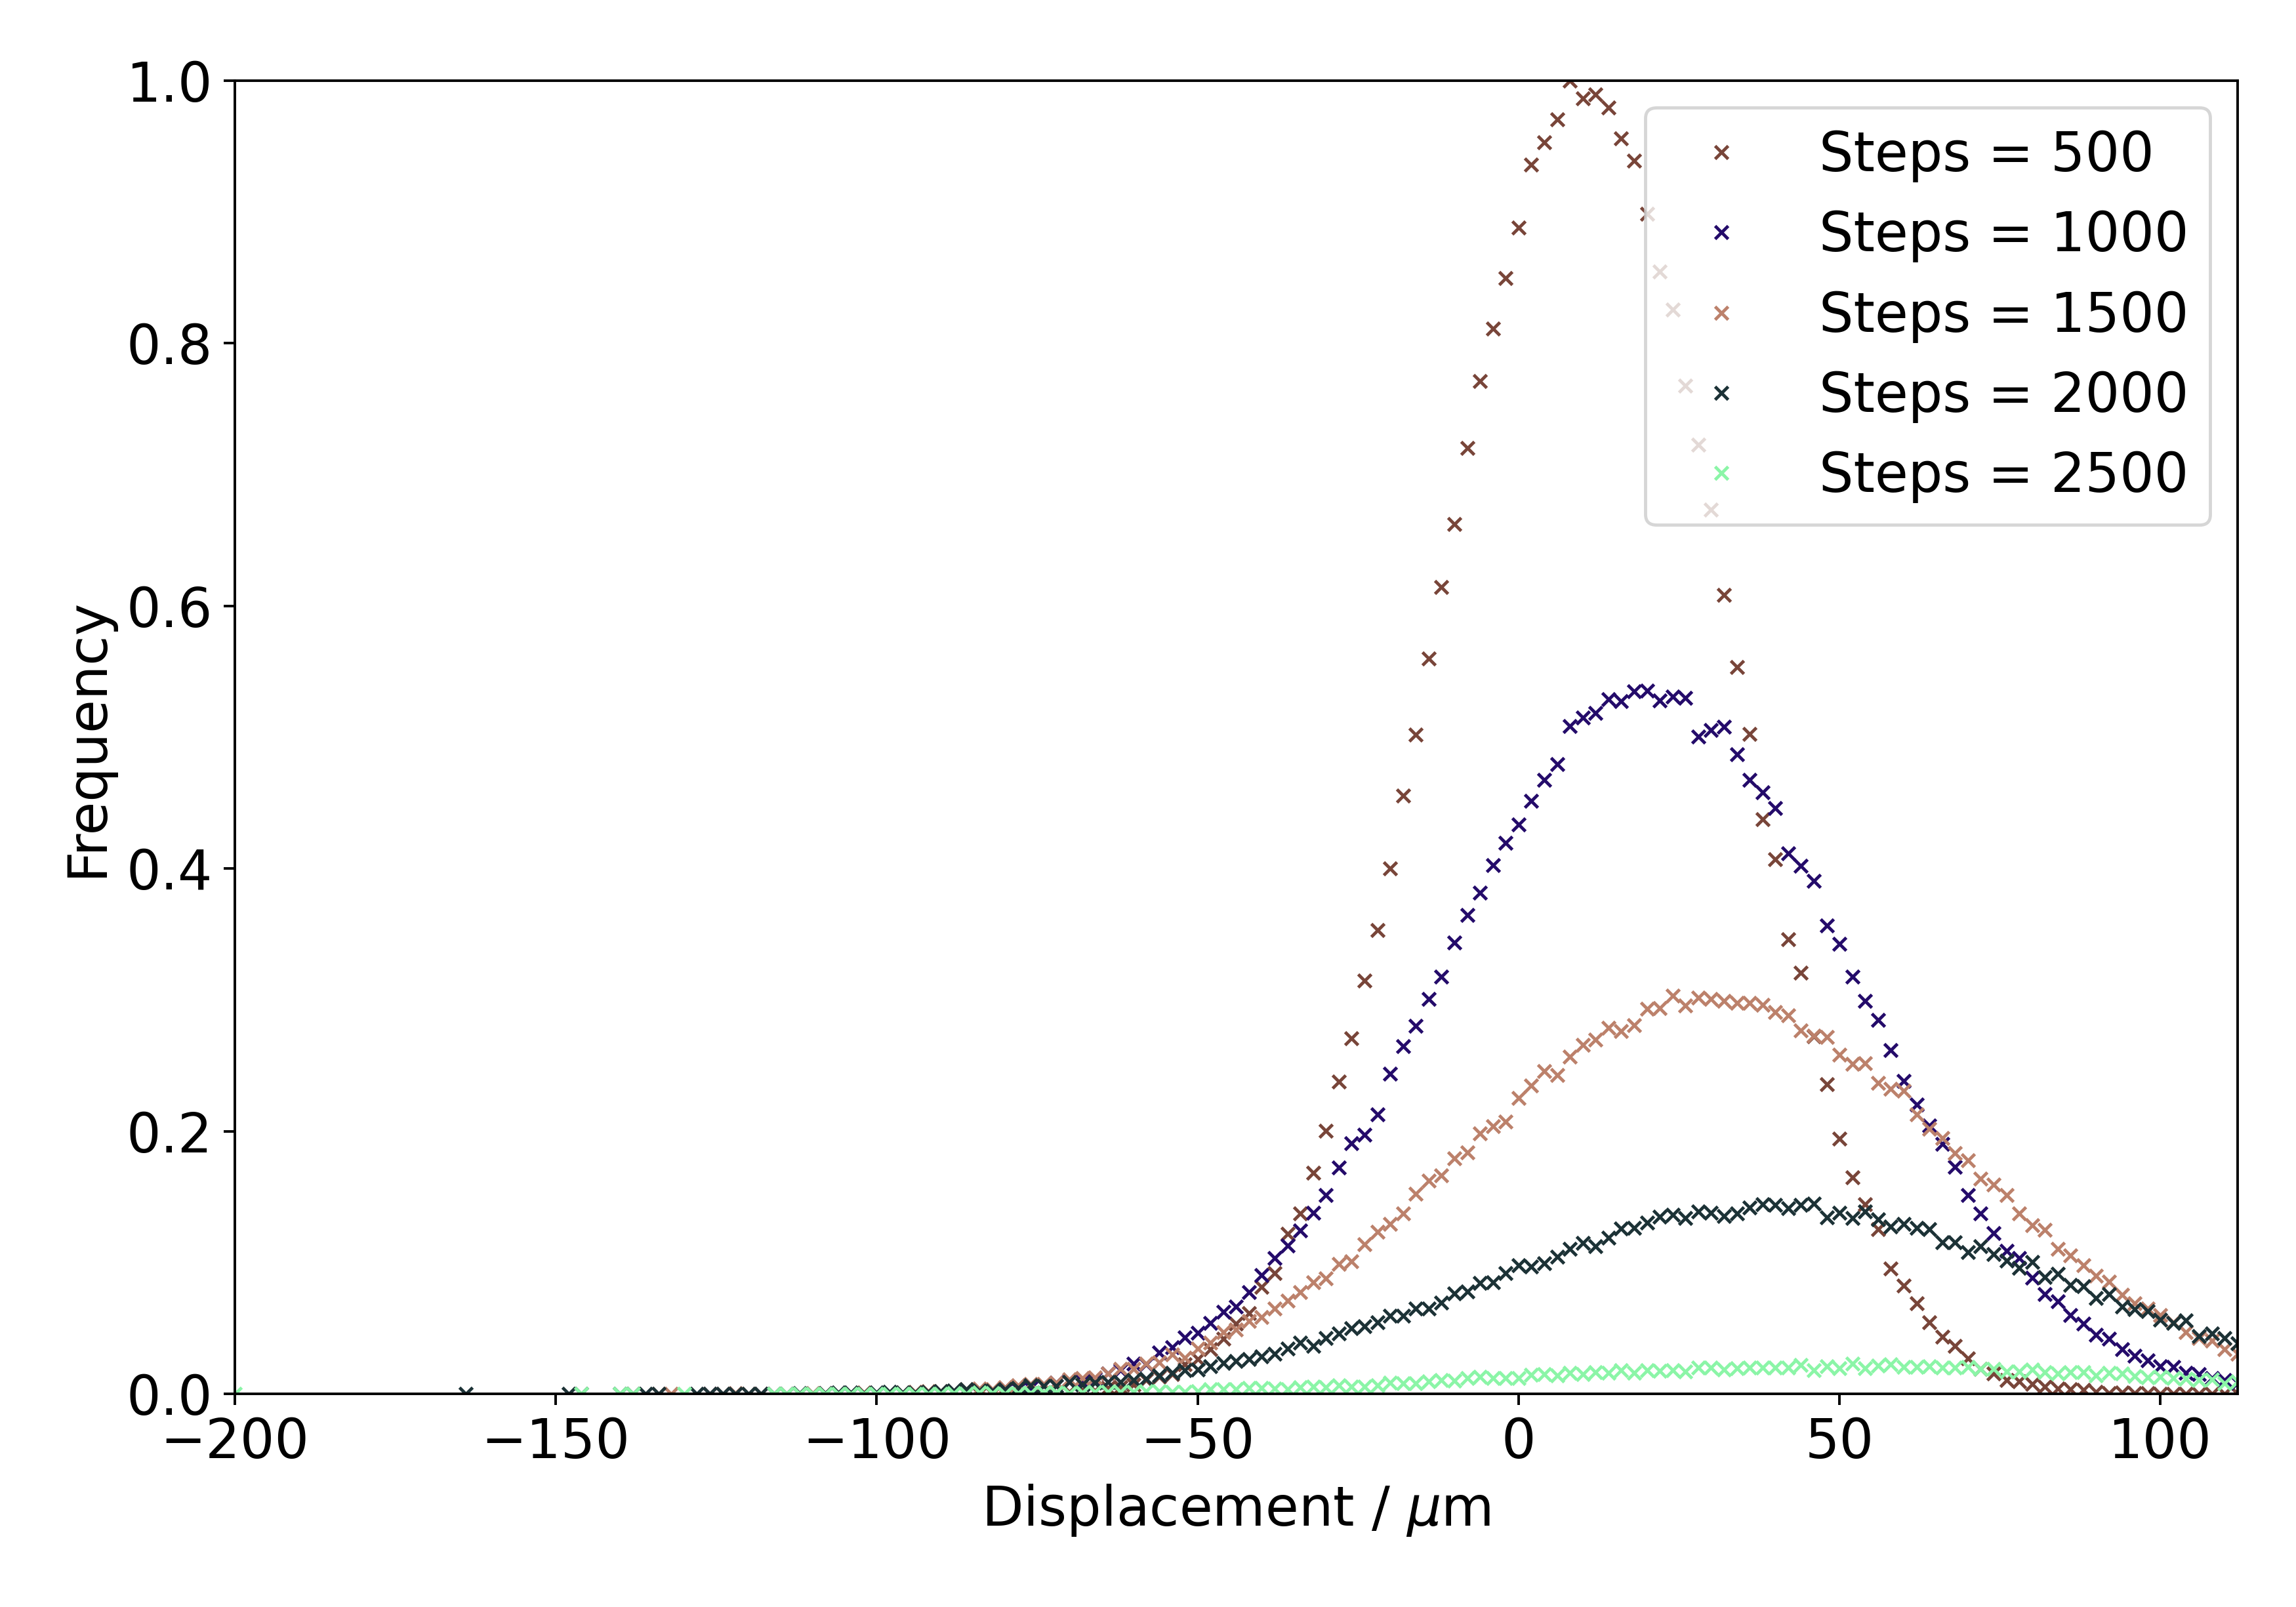 1.0
0.8
0.6
0.4
0.2
0.0
Frequency
Steps = 500
Steps = 1000
Steps = 1500
Steps = 2000
Steps = 2500
−200 −150 −100 −50 0 50 100
Displacement / μm